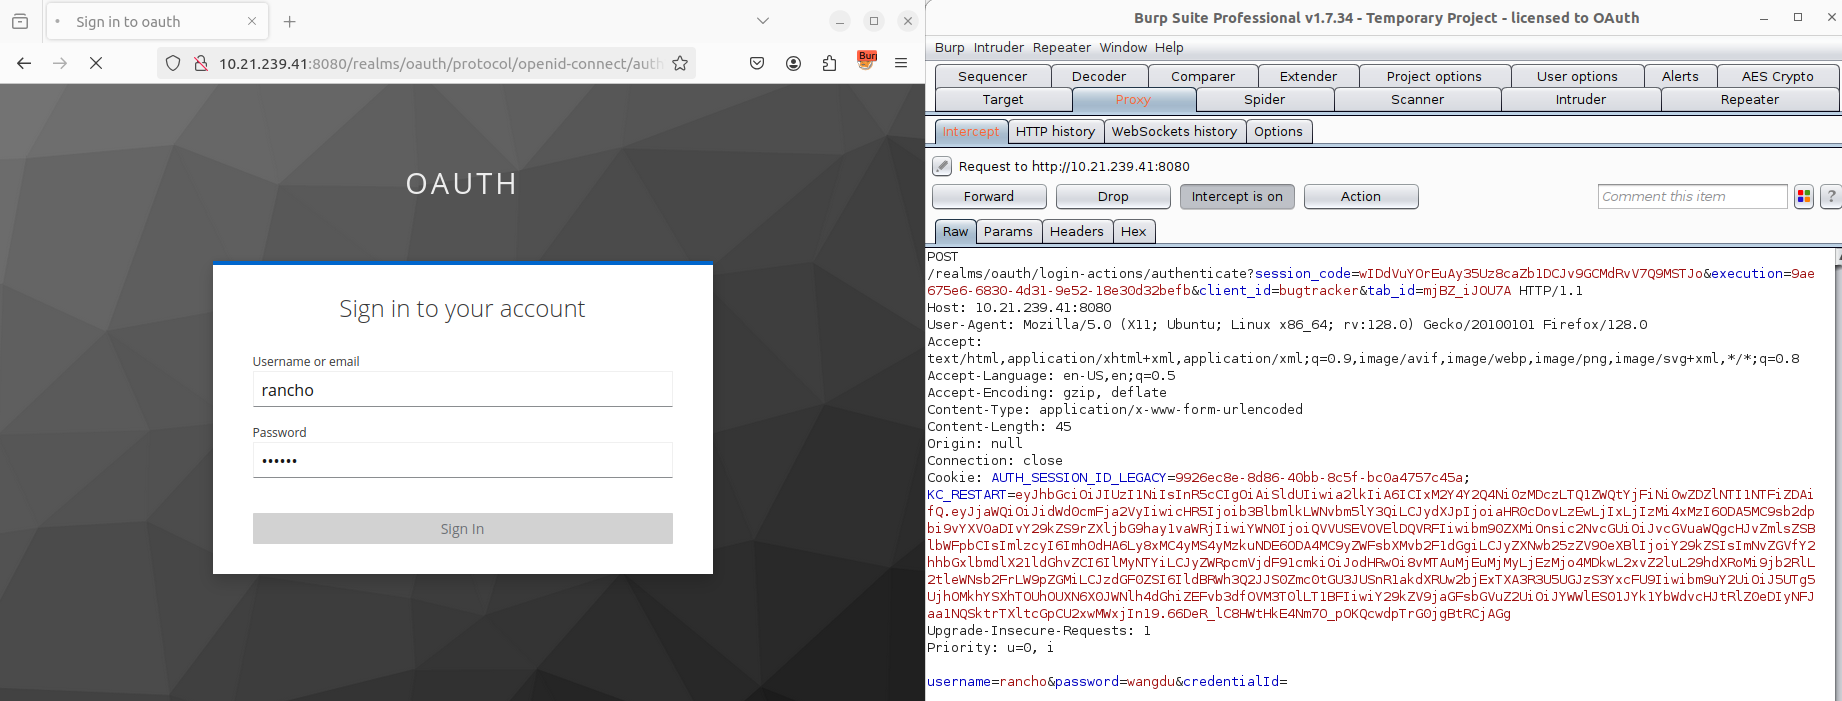 Sign in to oauth
10.21.239.41:8080/realms/oauth/protocol/openid-connect/auth
OAUTH
Sign in to your account
Username or email
rancho
Password
••••••
Sign In
Burp Suite Professional v1.7.34 - Temporary Project - licensed to OAuth
Burp Intruder Repeater Window Help
Sequencer Decoder Comparer Extender Project options User options Alerts AES Crypto
Target Proxy Spider Scanner Intruder Repeater
Intercept HTTP history WebSockets history Options
Request to http://10.21.239.41:8080
Forward Drop Intercept is on Action Comment this item ?
Raw Params Headers Hex
POST
/realms/oauth/login-actions/authenticate?session_code=wIDdVuYOrEuAy35Uz8caZb1DCJv9GCMdRvV7Q9MSTJo&execution=9ae
675e6-6830-4d31-9e52-18e30d32befb&client_id=bugtracker&tab_id=mjBZ_iJOU7A HTTP/1.1
Host: 10.21.239.41:8080
User-Agent: Mozilla/5.0 (X11; Ubuntu; Linux x86_64; rv:128.0) Gecko/20100101 Firefox/128.0
Accept:
text/html,application/xhtml+xml,application/xml;q=0.9,image/avif,image/webp,image/png,image/svg+xml,*/*;q=0.8
Accept-Language: en-US,en;q=0.5
Accept-Encoding: gzip, deflate
Content-Type: application/x-www-form-urlencoded
Content-Length: 45
Origin: null
Connection: close
Cookie: AUTH_SESSION_ID_LEGACY=9926ec8e-8d86-40bb-8c5f-bc0a4757c45a;
Upgrade-Insecure-Requests: 1
Priority: u=0, i
username=rancho&password=wangdu&credentialId=